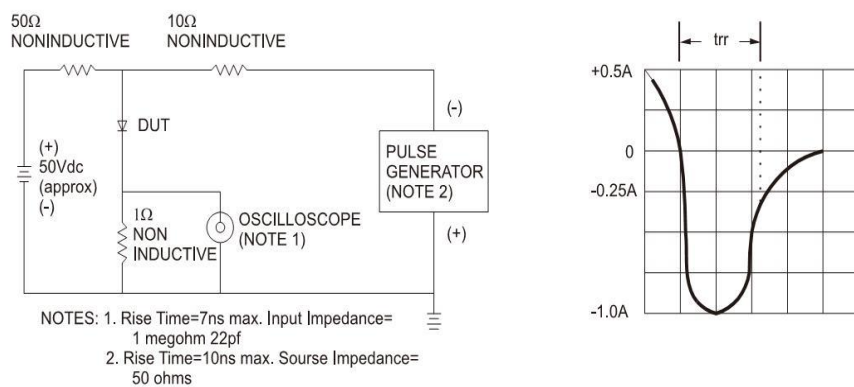 50Ω
NONINDUCTIVE
10Ω
NONINDUCTIVE
DUT
(+)
50Vdc
(approx)
(-)
1Ω
NON
INDUCTIVE
OSCILLOSCOPE
(NOTE 1)
(-)
PULSE
GENERATOR
(NOTE 2)
(+)
NOTES: 1. Rise Time=7ns max. Input Impedance=
1 megohm 22pf
2. Rise Time=10ns max. Sourse Impedance=
50 ohms
trr
+0.5A
0
-0.25A
-1.0A